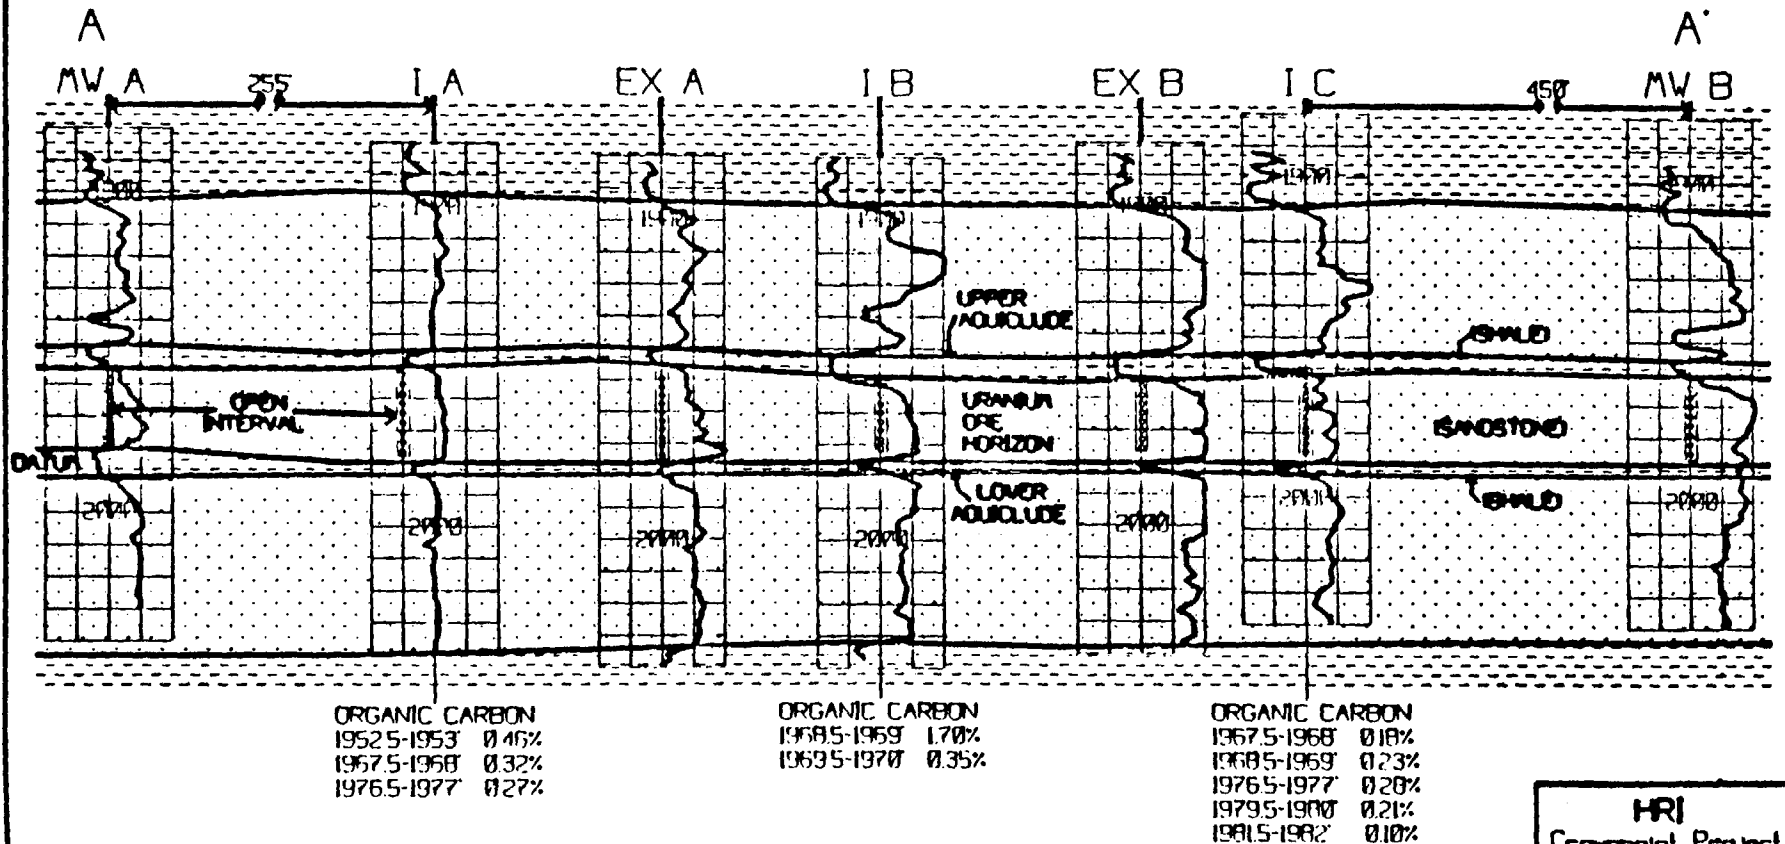 A
A'
MW A
255
I A
EX A
I B
EX B
I C
450
MW B
1900
1900
1900
UPPER
AQUICLUDE
(SHALE)
OPEN
INTERVAL
URANIUM
ORE
HORIZON
(SANDSTONE)
DATUM
LOWER
AQUICLUDE
(SHALE)
2000
2000
2000
2000
2000
2000
2000
ORGANIC CARBON
1952.5-1953' 0.46%
1967.5-1968' 0.32%
1976.5-1977' 0.27%
ORGANIC CARBON
1968.5-1969' 1.70%
1969.5-1970' 0.35%
ORGANIC CARBON
1967.5-1968' 0.18%
1968.5-1969' 0.23%
1976.5-1977' 0.28%
1979.5-1980' 0.21%
1981.5-1982' 0.10%
HRI